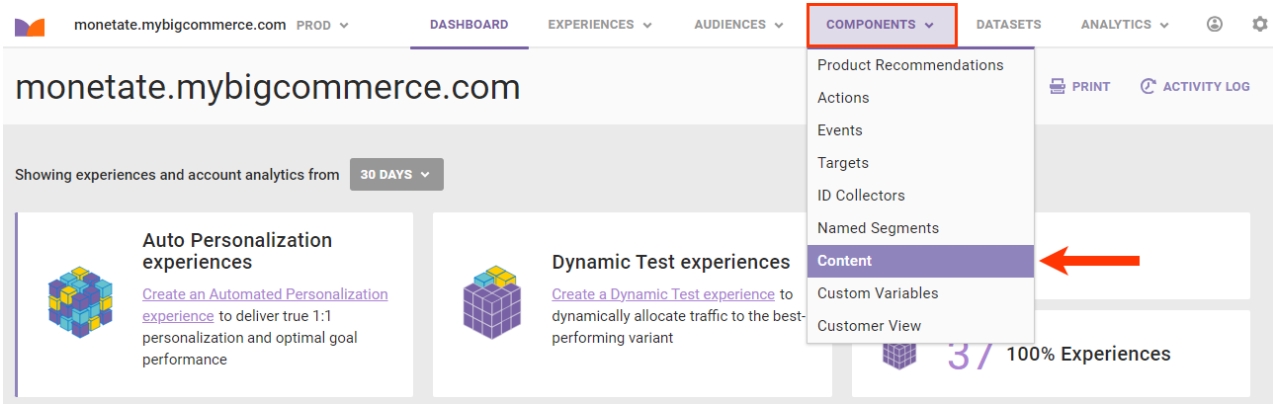 monetate.mybigcommerce.com PROD
DASHBOARD
EXPERIENCES
AUDIENCES
COMPONENTS
DATASETS
ANALYTICS
monetate.mybigcommerce.com
PRINT
ACTIVITY LOG
Product Recommendations
Actions
Events
Targets
ID Collectors
Named Segments
Content
Custom Variables
Customer View
Showing experiences and account analytics from
30 DAYS
Auto Personalization
experiences
Create an Automated Personalization
experience to deliver true 1:1
personalization and optimal goal
performance
Dynamic Test experiences
Create a Dynamic Test experience to
dynamically allocate traffic to the best-
performing variant
37 100% Experiences